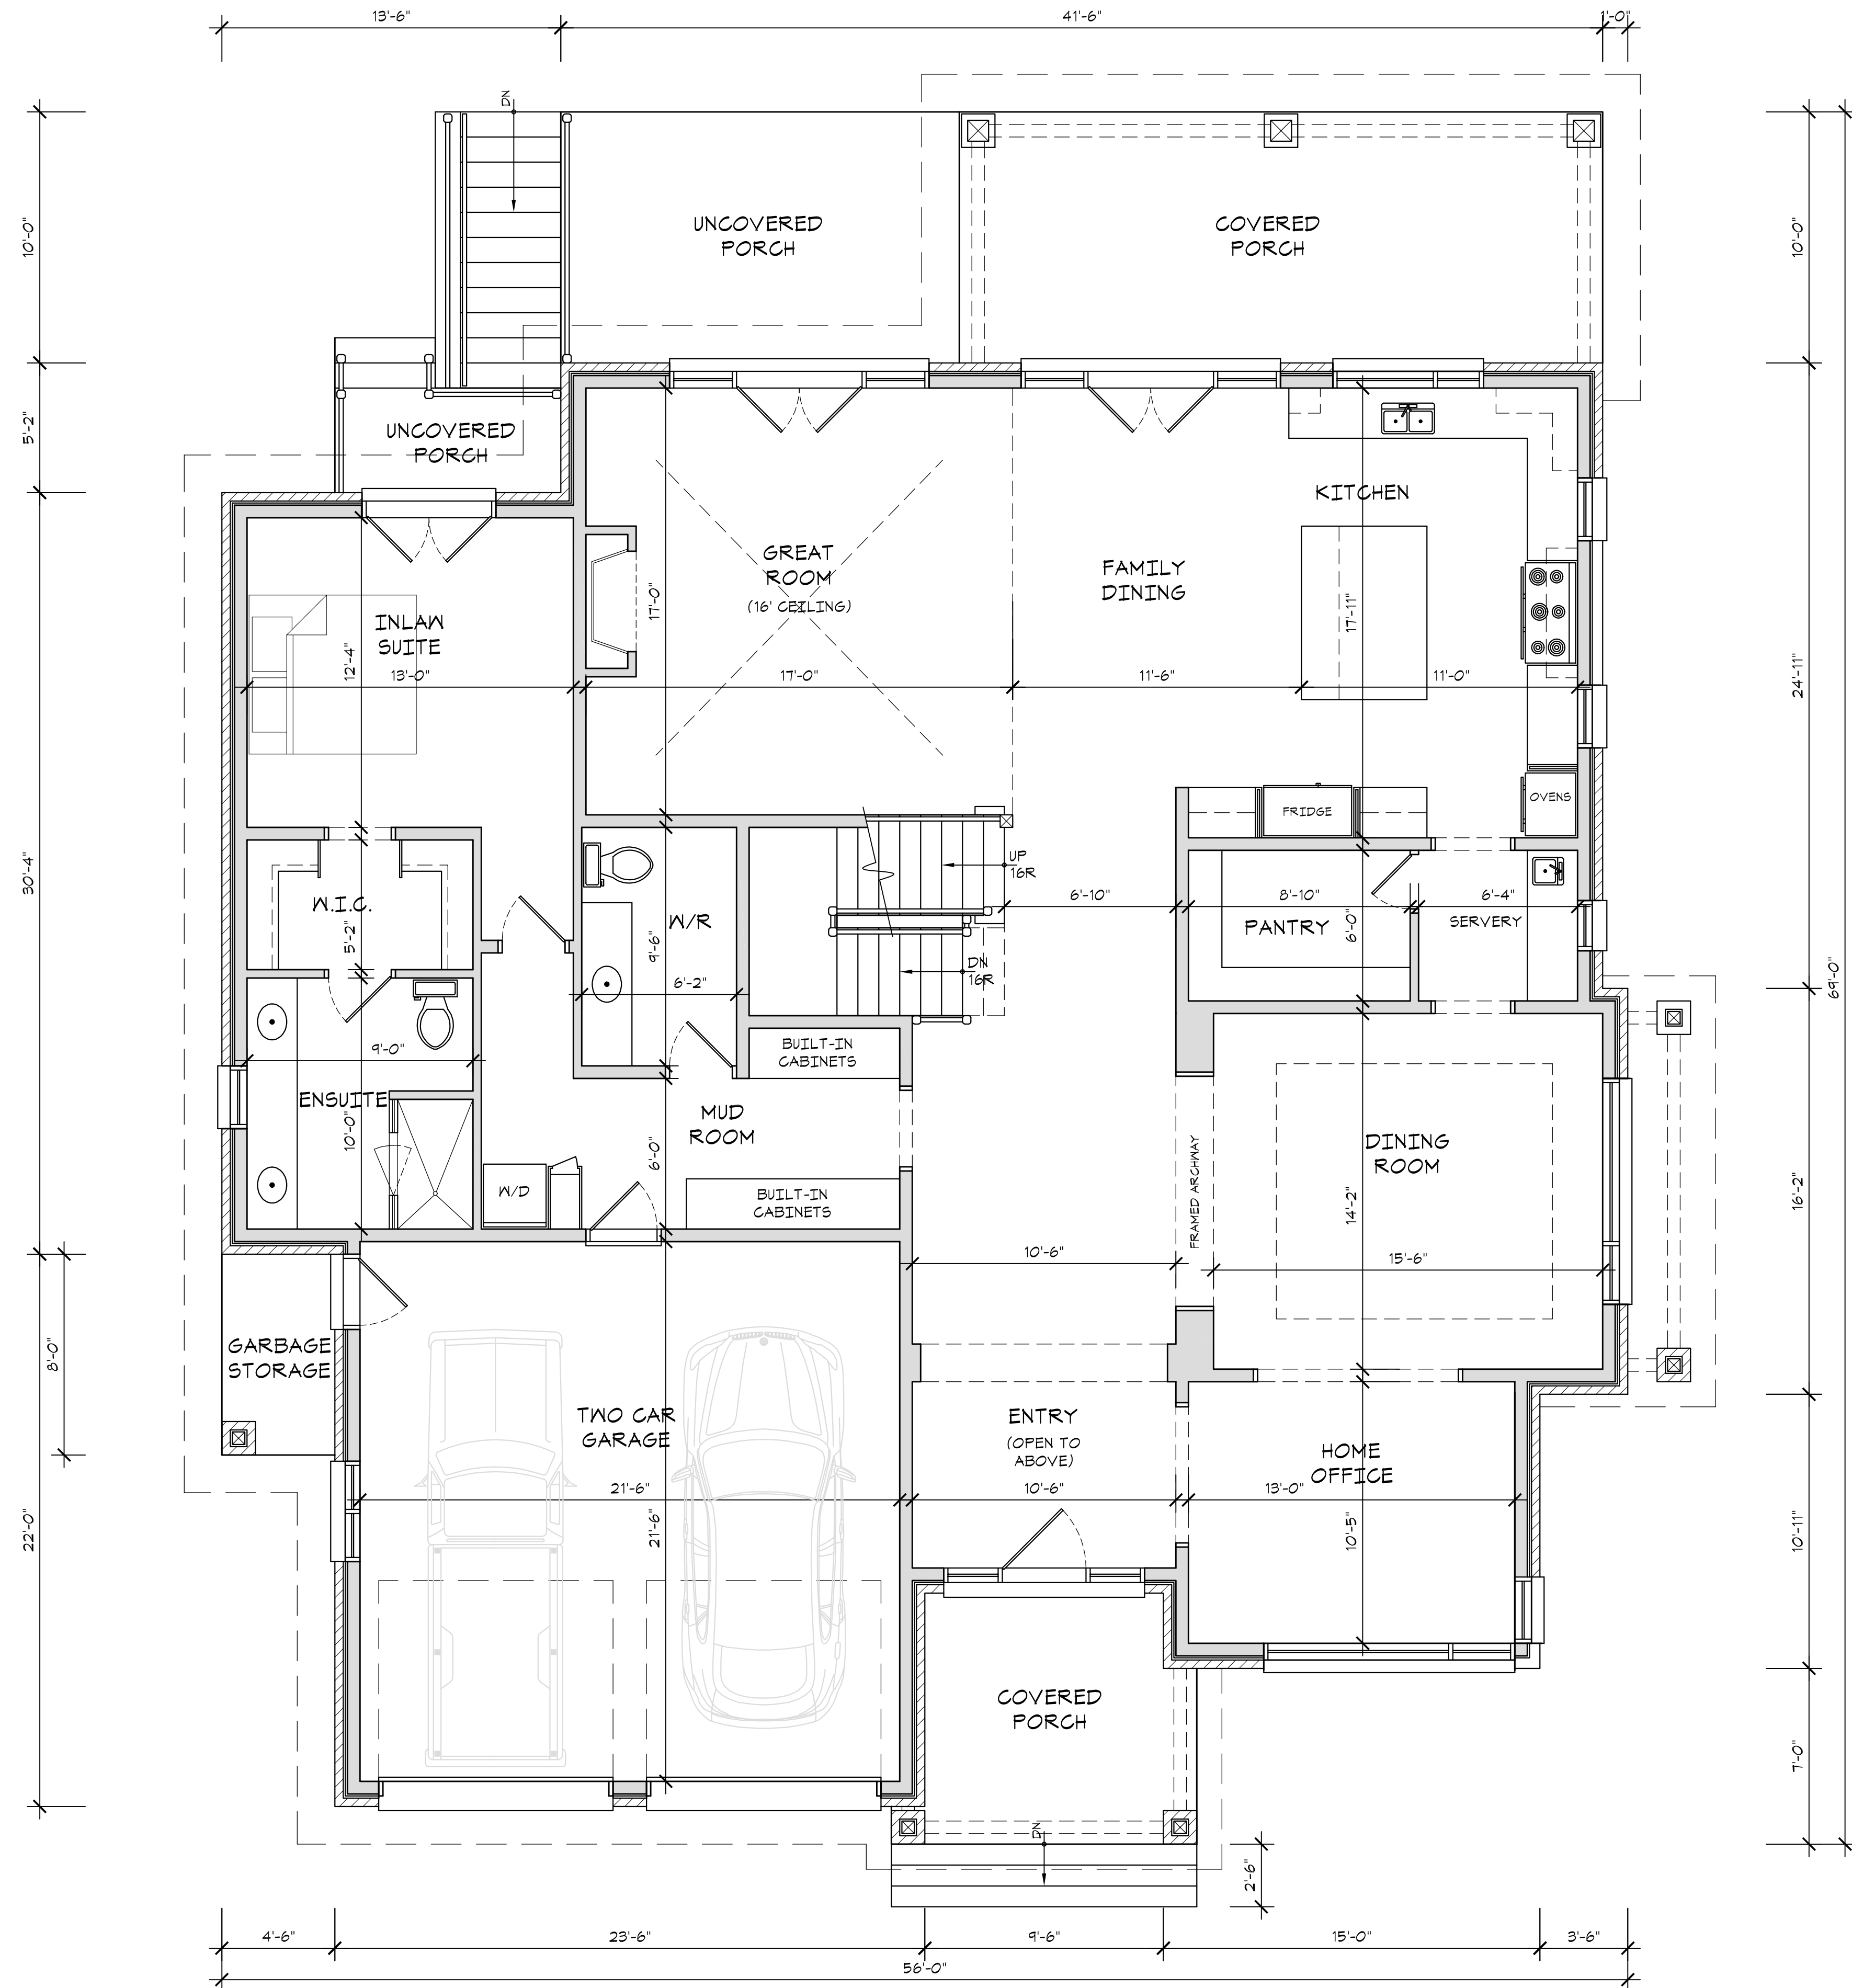 13'-6"
41'-6"
1'-0"
DN
UNCOVERED
PORCH
COVERED
PORCH
10'-0"
10'-0"
5'-2"
UNCOVERED
PORCH
KITCHEN
GREAT
ROOM
(16' CEILING)
FAMILY
DINING
INLAW
SUITE
12'-4"
17'-0"
17'-11"
13'-0"
17'-0"
11'-6"
11'-0"
24'-11"
OVENS
FRIDGE
30'-4"
UP
16R
W.I.C.
5'-2"
W/R
9'-6"
6'-2"
6'-10"
8'-10"
6'-4"
PANTRY
6'-0"
SERVERY
DN
16R
69'-0"
9'-0"
BUILT-IN
CABINETS
ENSUITE
10'-0"
MUD
ROOM
6'-0"
W/D
BUILT-IN
CABINETS
FRAMED ARCHWAY
DINING
ROOM
14'-2"
16'-2"
10'-6"
15'-6"
GARBAGE
STORAGE
8'-0"
TWO CAR
GARAGE
21'-6"
21'-6"
ENTRY
(OPEN TO
ABOVE)
10'-6"
HOME
OFFICE
13'-0"
10'-5"
22'-0"
10'-11"
COVERED
PORCH
7'-0"
DN
2'-6"
4'-6"
23'-6"
9'-6"
15'-0"
3'-6"
56'-0"